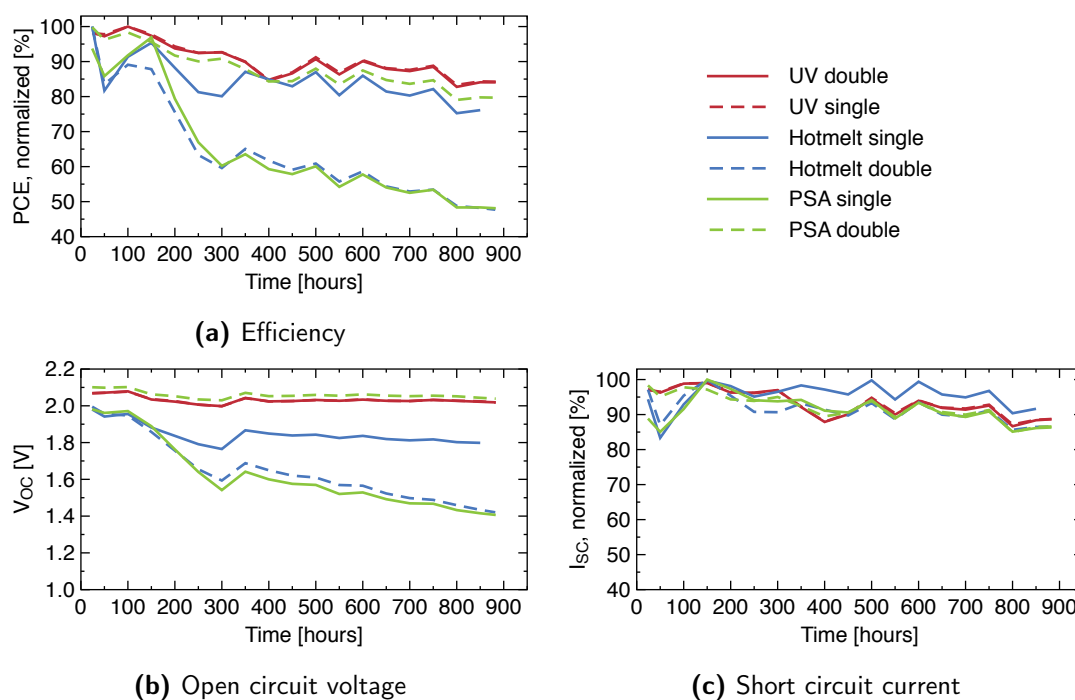 PCE, normalized [%]
100
90
80
70
60
50
40
0 100 200 300 400 500 600 700 800 900
Time [hours]
(a) Efficiency
UV double
UV single
Hotmelt single
Hotmelt double
PSA single
PSA double
VOC [V]
2.2
2.0
1.8
1.6
1.4
1.2
1.0
0 100 200 300 400 500 600 700 800 900
Time [hours]
(b) Open circuit voltage
ISC, normalized [%]
100
90
80
70
60
50
40
0 100 200 300 400 500 600 700 800 900
Time [hours]
(c) Short circuit current